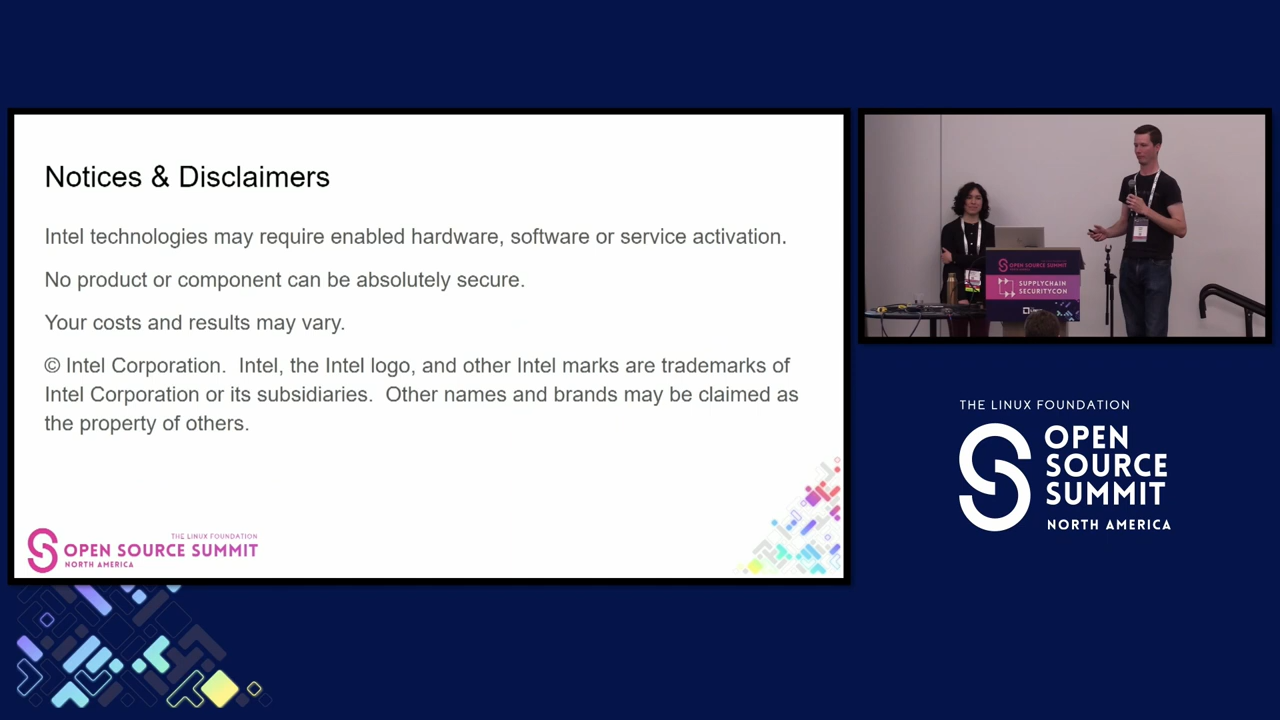 Notices & Disclaimers
Intel technologies may require enabled hardware, software or service activation.
No product or component can be absolutely secure.
Your costs and results may vary.
© Intel Corporation.  Intel, the Intel logo, and other Intel marks are trademarks of
Intel Corporation or its subsidiaries.  Other names and brands may be claimed as
the property of others.
THE LINUX FOUNDATION
OPEN SOURCE SUMMIT
NORTH AMERICA
OPEN SOURCE SUMMIT
SUPPLYCHAIN
SECURITYCON
THE LINUX FOUNDATION
OPEN
SOURCE
SUMMIT
NORTH AMERICA